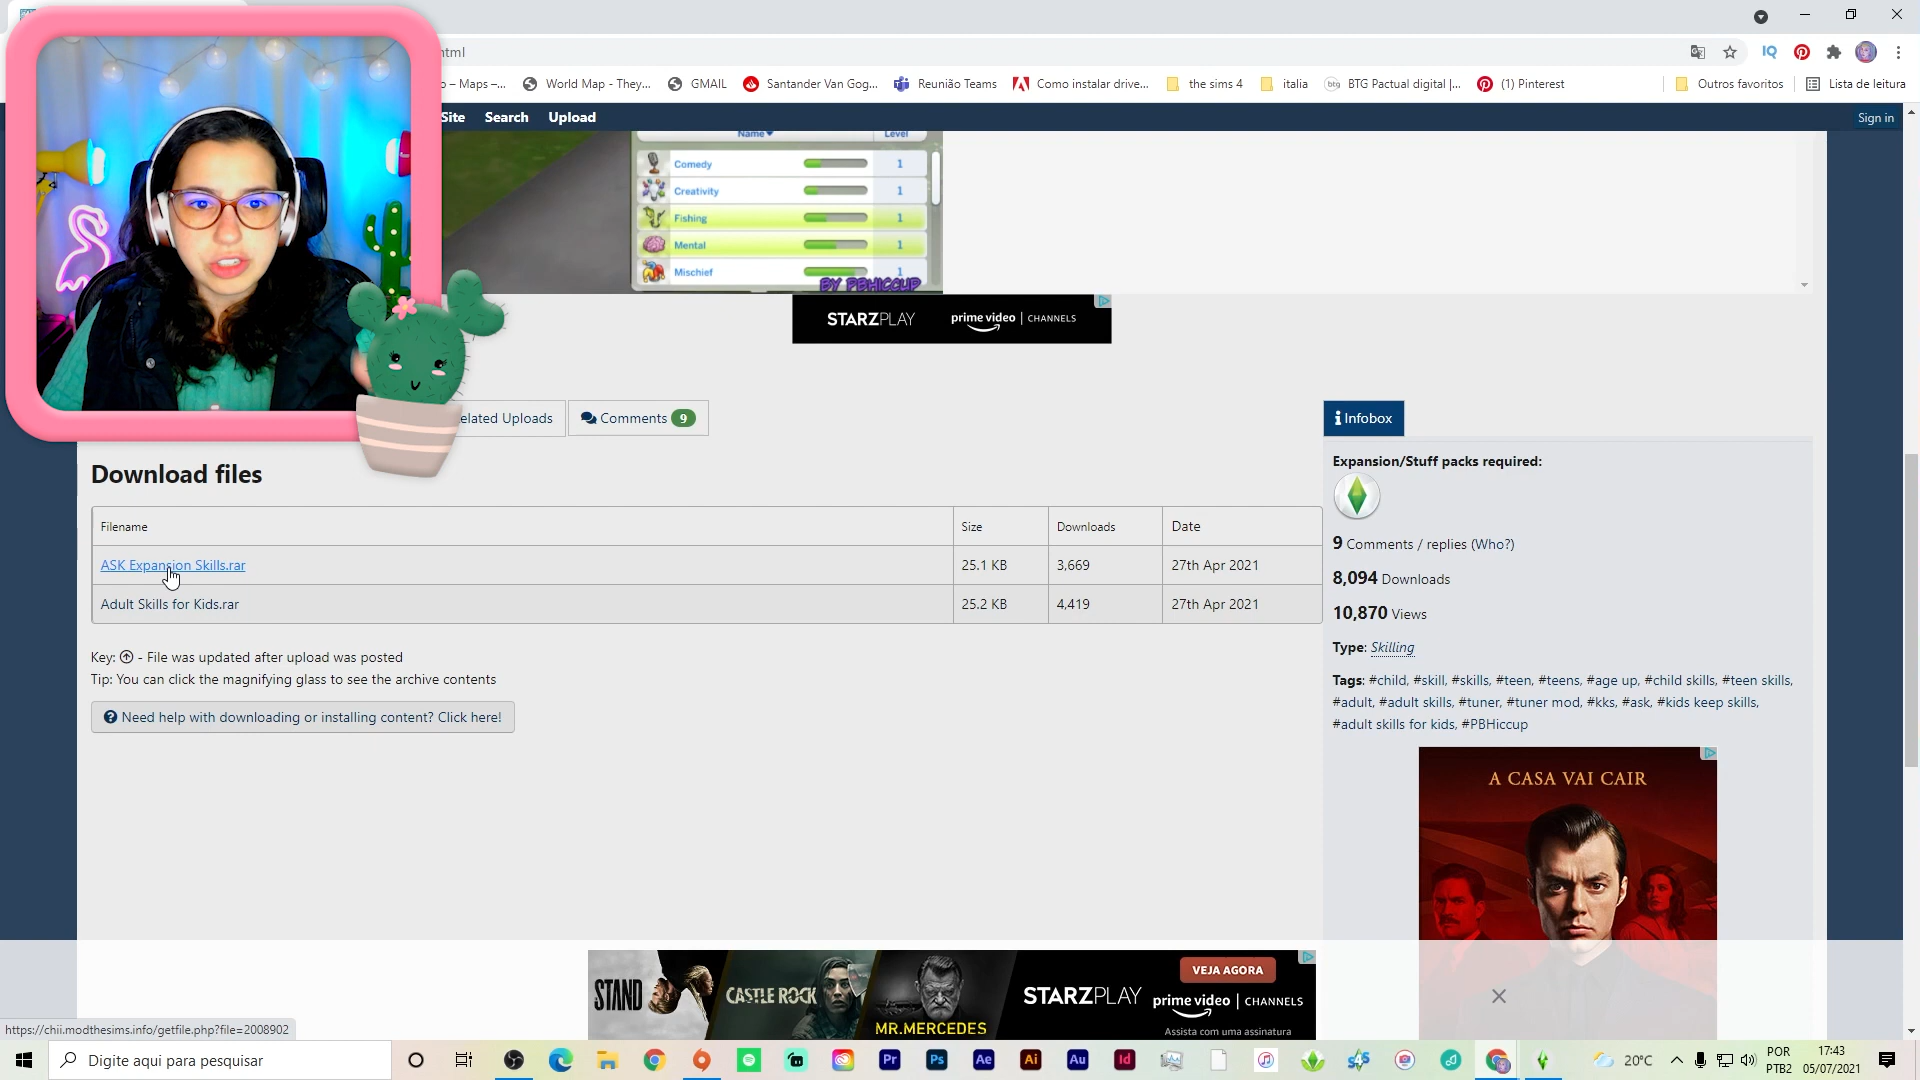 html
o – Maps –...
World Map - They...
GMAIL
Santander Van Gog...
Reunião Teams
Como instalar drive...
the sims 4
italia
btg BTG Pactual digital |...
(1) Pinterest
Outros favoritos
Lista de leitura
IQ
Site Search Upload
Sign in
Name Level
Comedy 1
Creativity 1
Fishing 1
Mental 1
Mischief 1
BY PBHICCUP
STARZPLAY prime video | CHANNELS
elated Uploads
Comments 9
i Infobox
Download files
Filename Size Downloads Date
ASK Expansion Skills.rar 25.1 KB 3,669 27th Apr 2021
Adult Skills for Kids.rar 25.2 KB 4,419 27th Apr 2021
Key: - File was updated after upload was posted
Tip: You can click the magnifying glass to see the archive contents
Need help with downloading or installing content? Click here!
Expansion/Stuff packs required:
9 Comments / replies (Who?)
8,094 Downloads
10,870 Views
Type: Skilling
Tags: #child, #skill, #skills, #teen, #teens, #age up, #child skills, #teen skills,
#adult, #adult skills, #tuner, #tuner mod, #kks, #ask, #kids keep skills,
#adult skills for kids, #PBHiccup
A CASA VAI CAIR
STAND
CASTLE ROCK
MR.MERCEDES
STARZPLAY
VEJA AGORA
prime video | CHANNELS
Assista com uma assinatura
https://chii.modthesims.info/getfile.php?file=2008902
Digite aqui para pesquisar
Pr Ps Ae Ai Au Id
20°C
POR
PTB2
17:43
05/07/2021